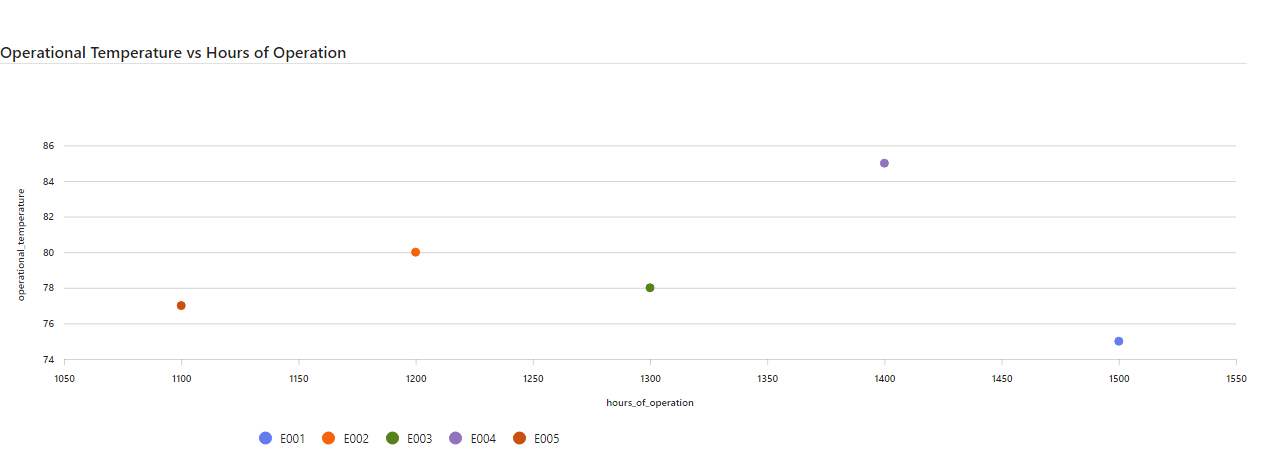 Operational Temperature vs Hours of Operation
86
84
82
80
78
76
74
operational_temperature
1050 1100 1150 1200 1250 1300 1350 1400 1450 1500 1550
hours_of_operation
E001 E002 E003 E004 E005